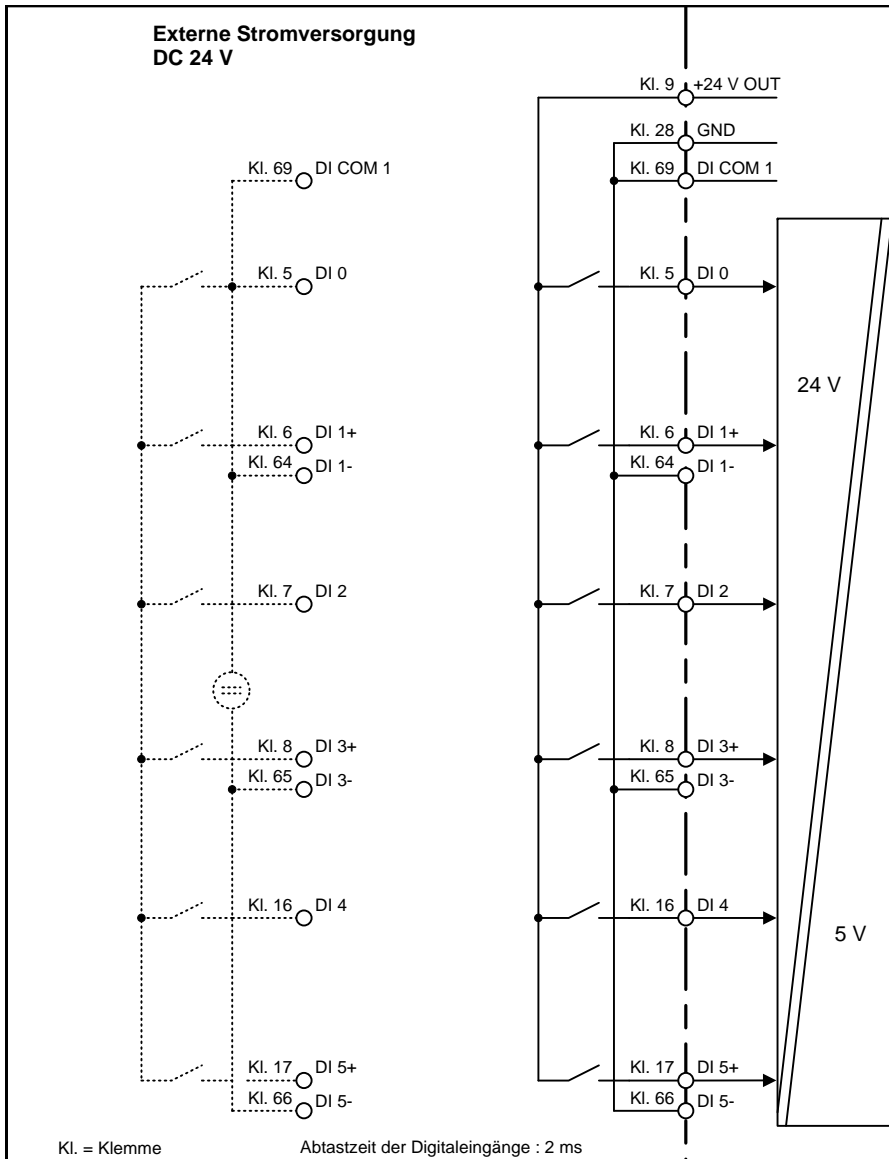 Externe Stromversorgung
DC 24 V
Kl. 9 +24 V OUT
Kl. 28 GND
Kl. 69 DI COM 1
Kl. 69 DI COM 1
Kl. 5 DI 0
Kl. 5 DI 0
24 V
Kl. 6 DI 1+
Kl. 6 DI 1+
Kl. 64 DI 1-
Kl. 64 DI 1-
Kl. 7 DI 2
Kl. 7 DI 2
Kl. 8 DI 3+
Kl. 8 DI 3+
Kl. 65 DI 3-
Kl. 65 DI 3-
Kl. 16 DI 4
Kl. 16 DI 4
5 V
Kl. 17 DI 5+
Kl. 17 DI 5+
Kl. 66 DI 5-
Kl. 66 DI 5-
Kl. = Klemme
Abtastzeit der Digitaleingänge : 2 ms